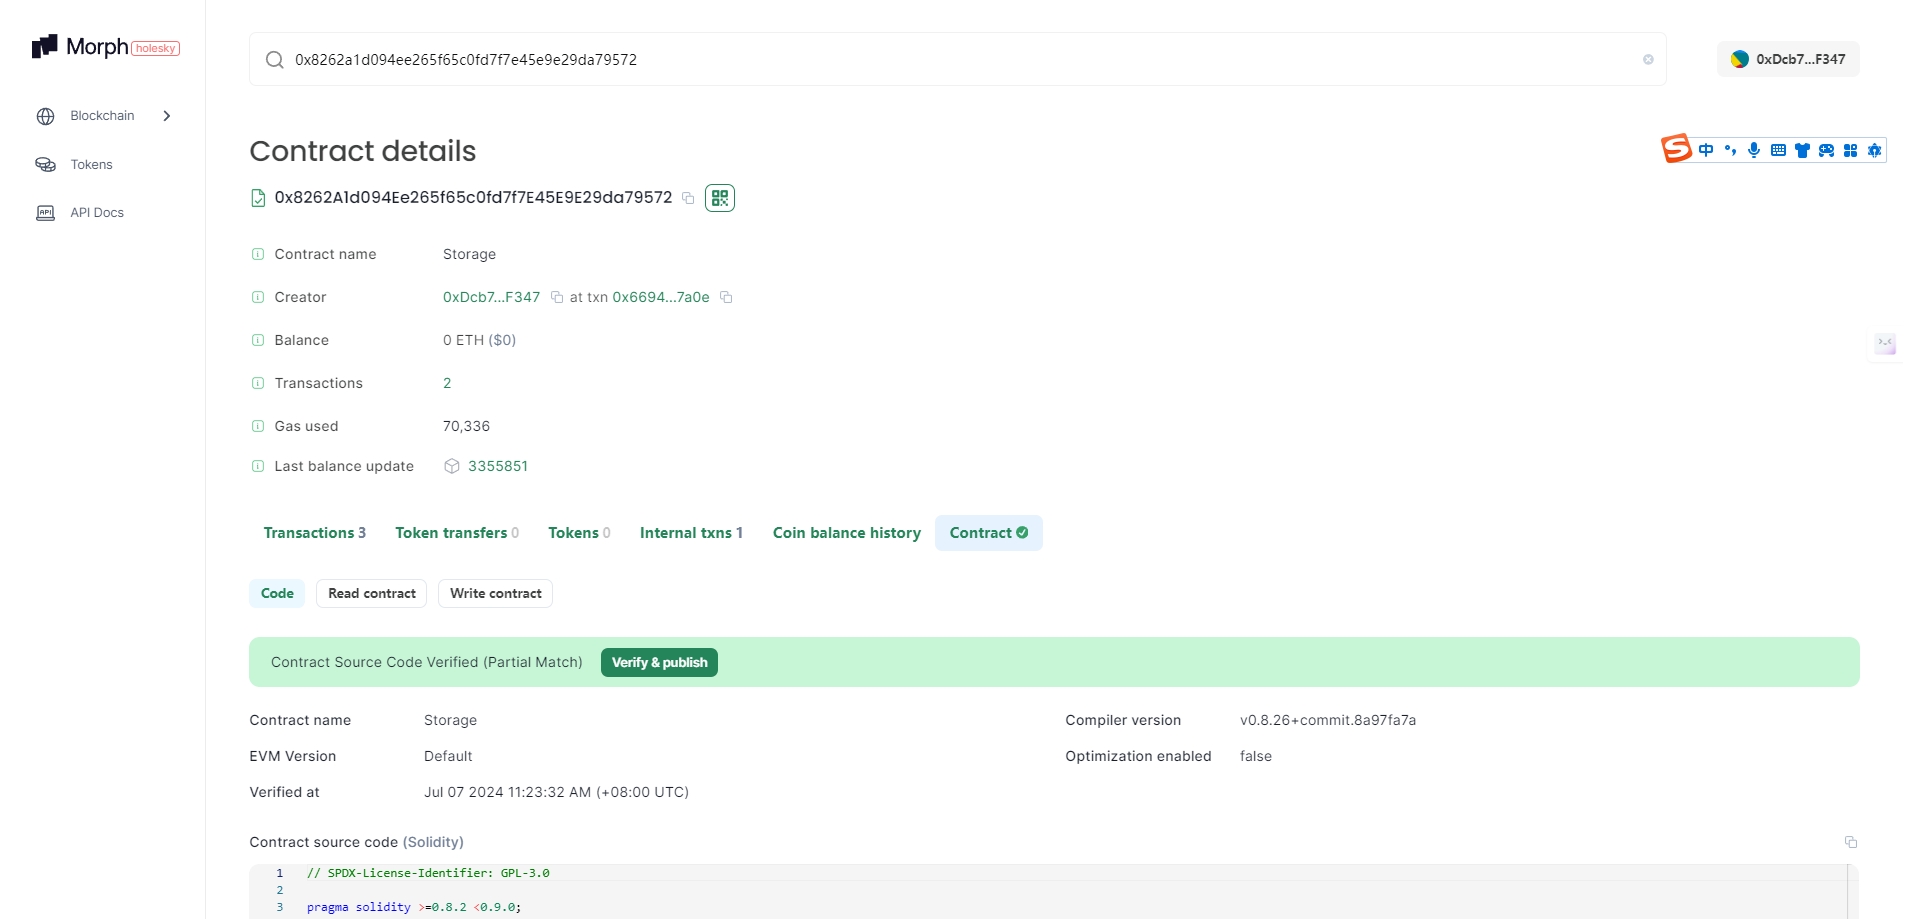 Morph holesky
0x8262a1d094ee265f65c0fd7f7e45e9e29da79572
0xDcb7...F347
Blockchain
Tokens
API Docs
Contract details
中
0x8262A1d094Ee265f65c0fd7f7E45E9E29da79572
Contract name Storage
Creator 0xDcb7...F347 at txn 0x6694...7a0e
Balance 0 ETH ($0)
Transactions 2
Gas used 70,336
Last balance update 3355851
Transactions 3 Token transfers 0 Tokens 0 Internal txns 1 Coin balance history Contract
Code Read contract Write contract
Contract Source Code Verified (Partial Match) Verify & publish
Contract name Storage Compiler version v0.8.26+commit.8a97fa7a
EVM Version Default Optimization enabled false
Verified at Jul 07 2024 11:23:32 AM (+08:00 UTC)
Contract source code (Solidity)
1 // SPDX-License-Identifier: GPL-3.0
2
3 pragma solidity >=0.8.2 <0.9.0;